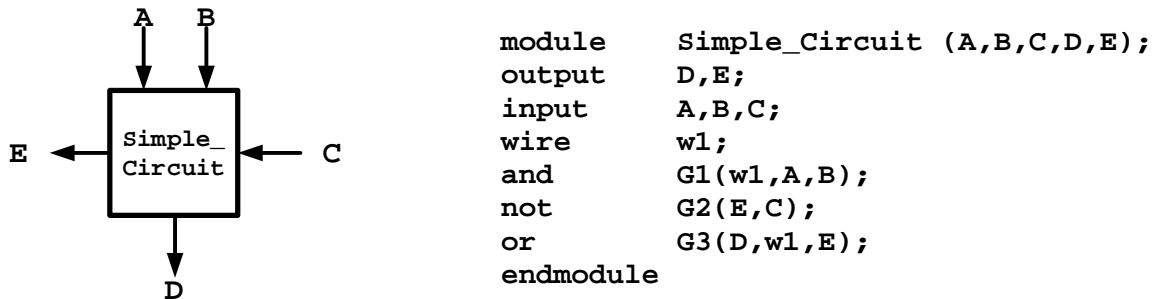 A B
Simple_
Circuit
E
C
D
module Simple_Circuit (A,B,C,D,E);
output D,E;
input A,B,C;
wire w1;
and G1(w1,A,B);
not G2(E,C);
or G3(D,w1,E);
endmodule